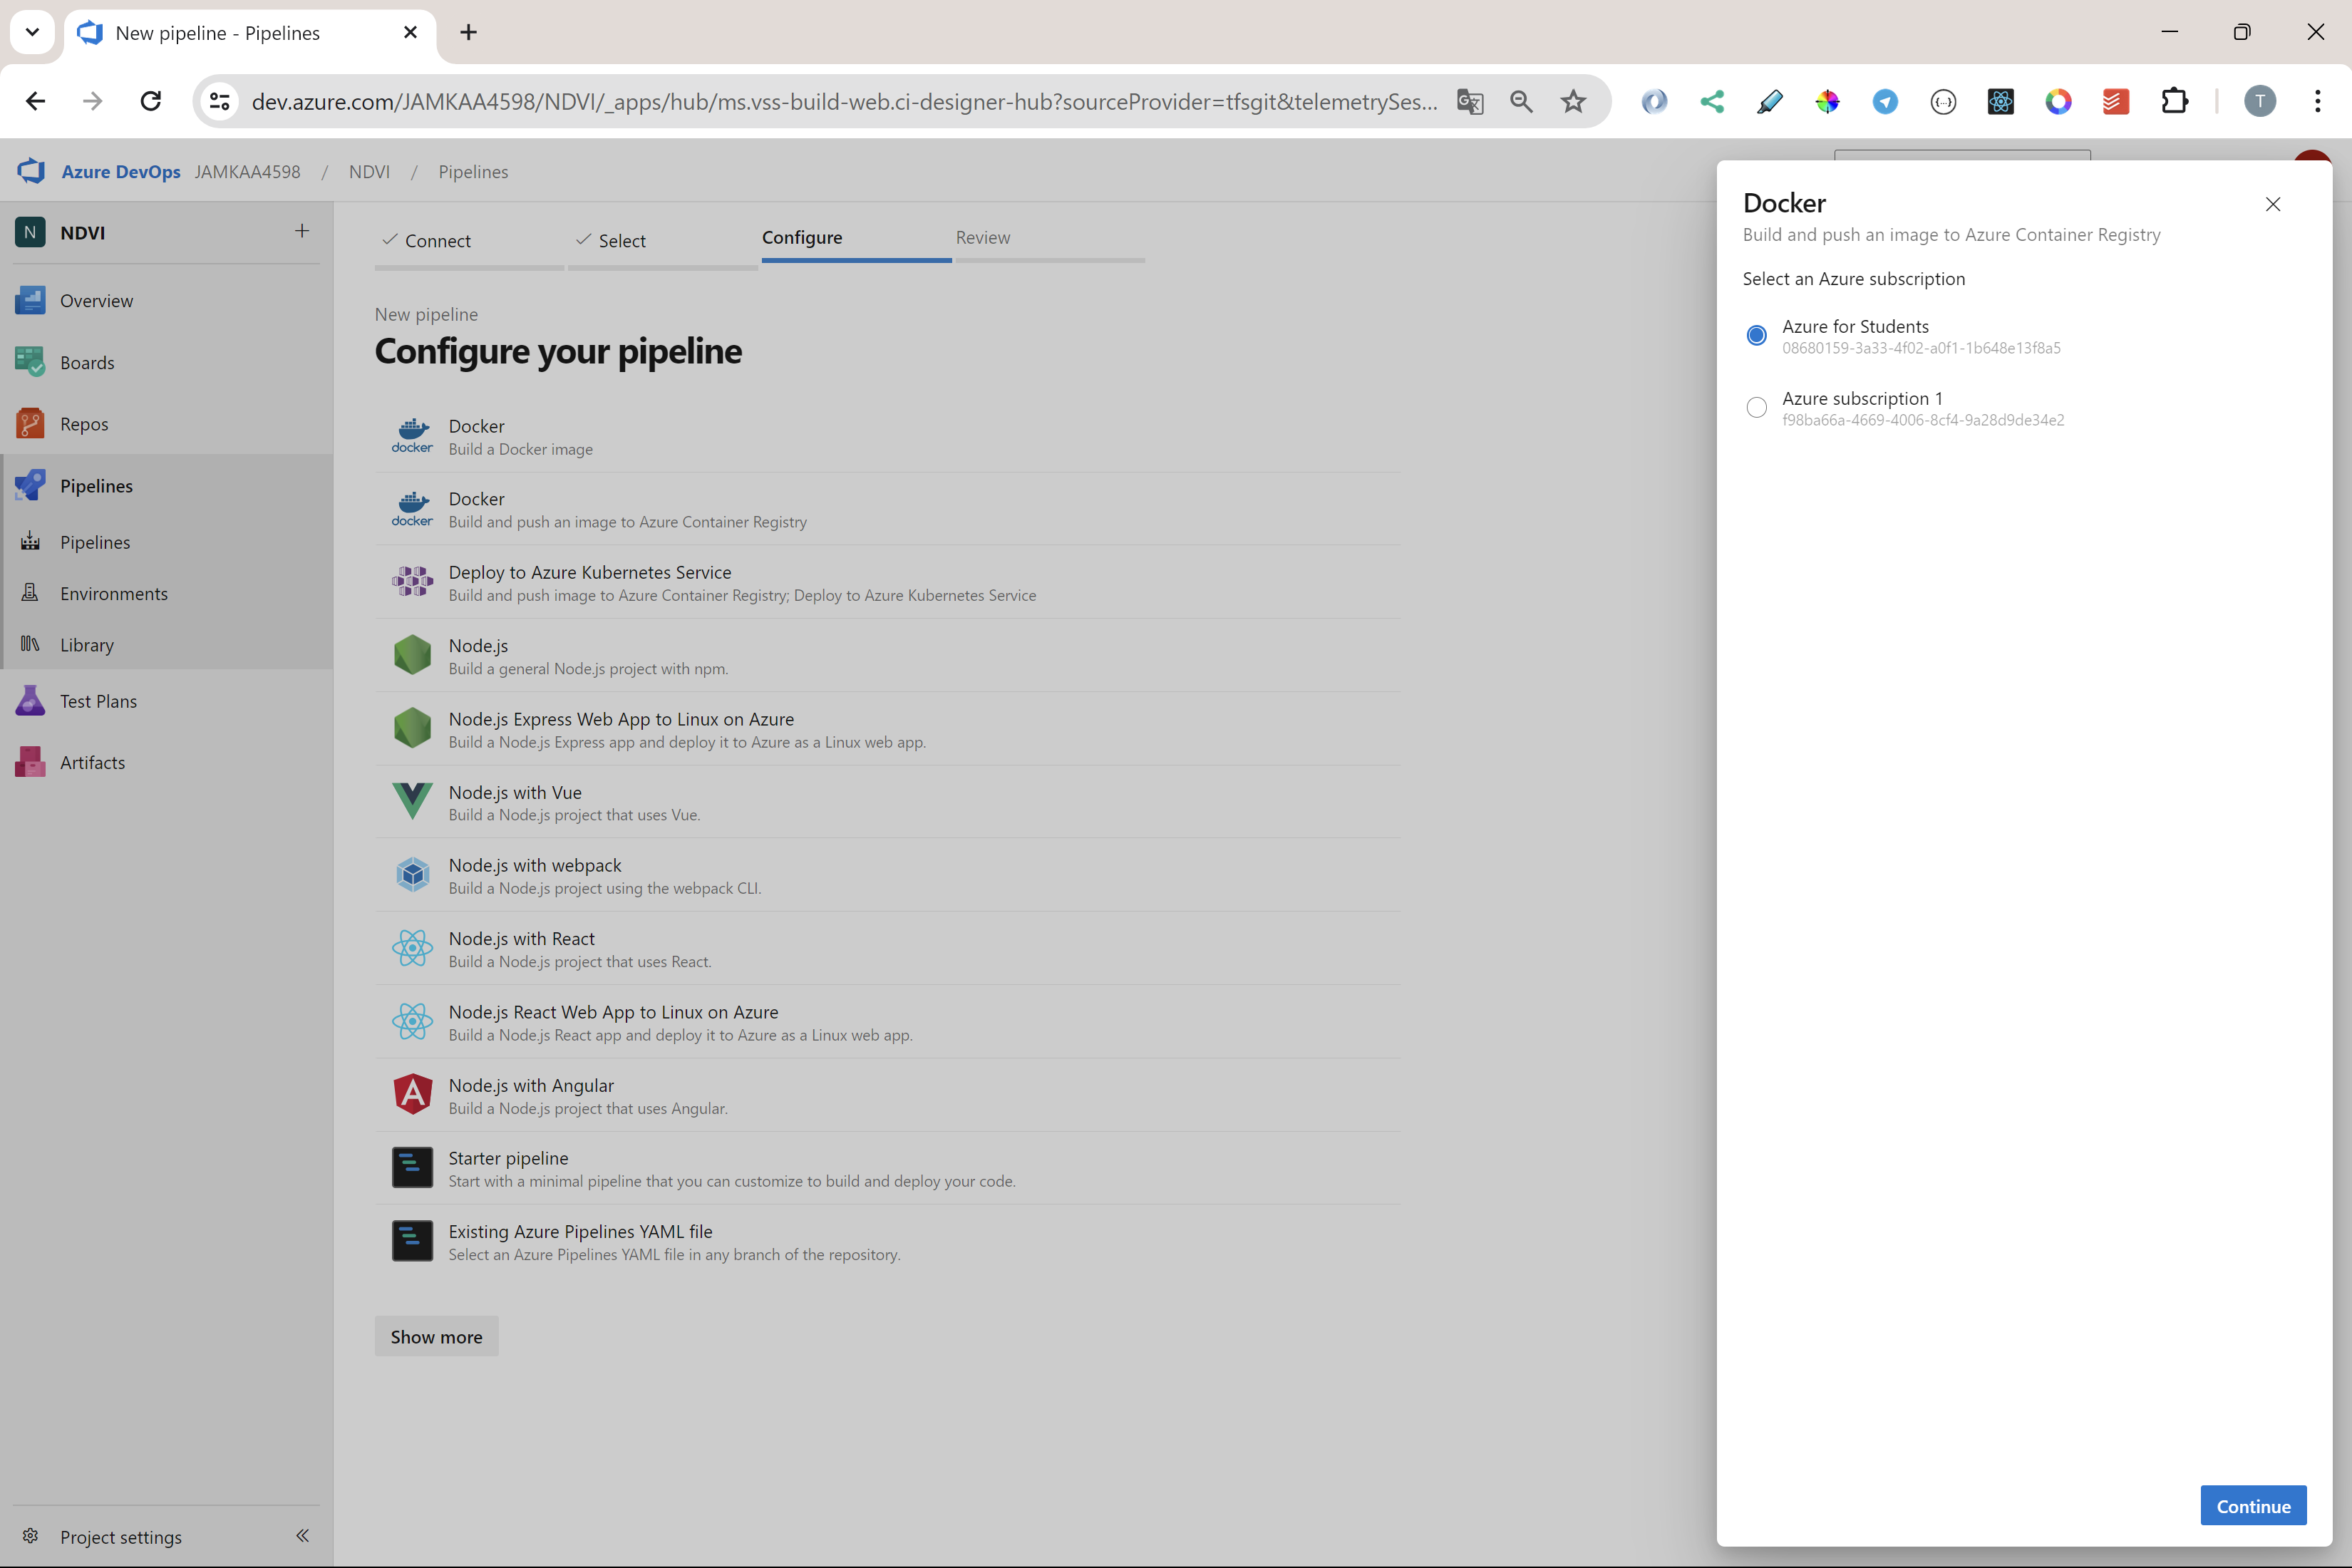 New pipeline - Pipelines
dev.azure.com/JAMKAA4598/NDVI/_apps/hub/ms.vss-build-web.ci-designer-hub?sourceProvider=tfsgit&telemetrySes...
T
Azure DevOps JAMKAA4598 / NDVI / Pipelines
N NDVI
Overview
Boards
Repos
Pipelines
Pipelines
Environments
Library
Test Plans
Artifacts
Project settings
Connect Select Configure Review
New pipeline
Configure your pipeline
docker
Docker
Build a Docker image
docker
Docker
Build and push an image to Azure Container Registry
Deploy to Azure Kubernetes Service
Build and push image to Azure Container Registry; Deploy to Azure Kubernetes Service
Node.js
Build a general Node.js project with npm.
Node.js Express Web App to Linux on Azure
Build a Node.js Express app and deploy it to Azure as a Linux web app.
Node.js with Vue
Build a Node.js project that uses Vue.
Node.js with webpack
Build a Node.js project using the webpack CLI.
Node.js with React
Build a Node.js project that uses React.
Node.js React Web App to Linux on Azure
Build a Node.js React app and deploy it to Azure as a Linux web app.
Node.js with Angular
Build a Node.js project that uses Angular.
Starter pipeline
Start with a minimal pipeline that you can customize to build and deploy your code.
Existing Azure Pipelines YAML file
Select an Azure Pipelines YAML file in any branch of the repository.
Show more
Docker
Build and push an image to Azure Container Registry
Select an Azure subscription
Azure for Students
08680159-3a33-4f02-a0f1-1b648e13f8a5
Azure subscription 1
f98ba66a-4669-4006-8cf4-9a28d9de34e2
Continue